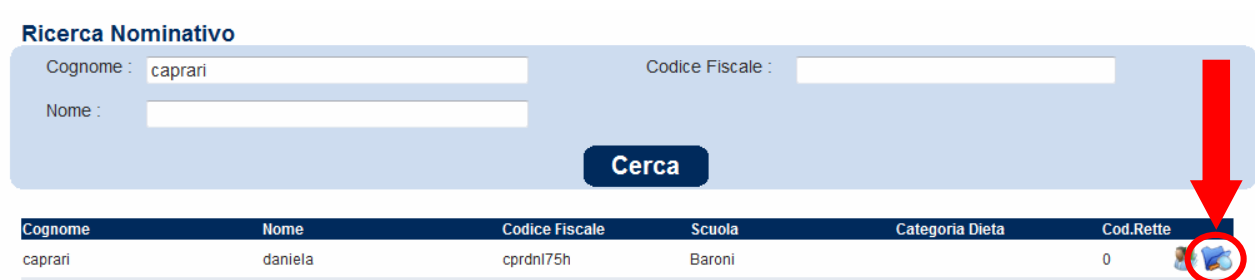 Ricerca Nominativo
Cognome : caprari Codice Fiscale :
Nome :
Cerca
Cognome Nome Codice Fiscale Scuola Categoria Dieta Cod.Rette
caprari daniela cprdnl75h Baroni 0